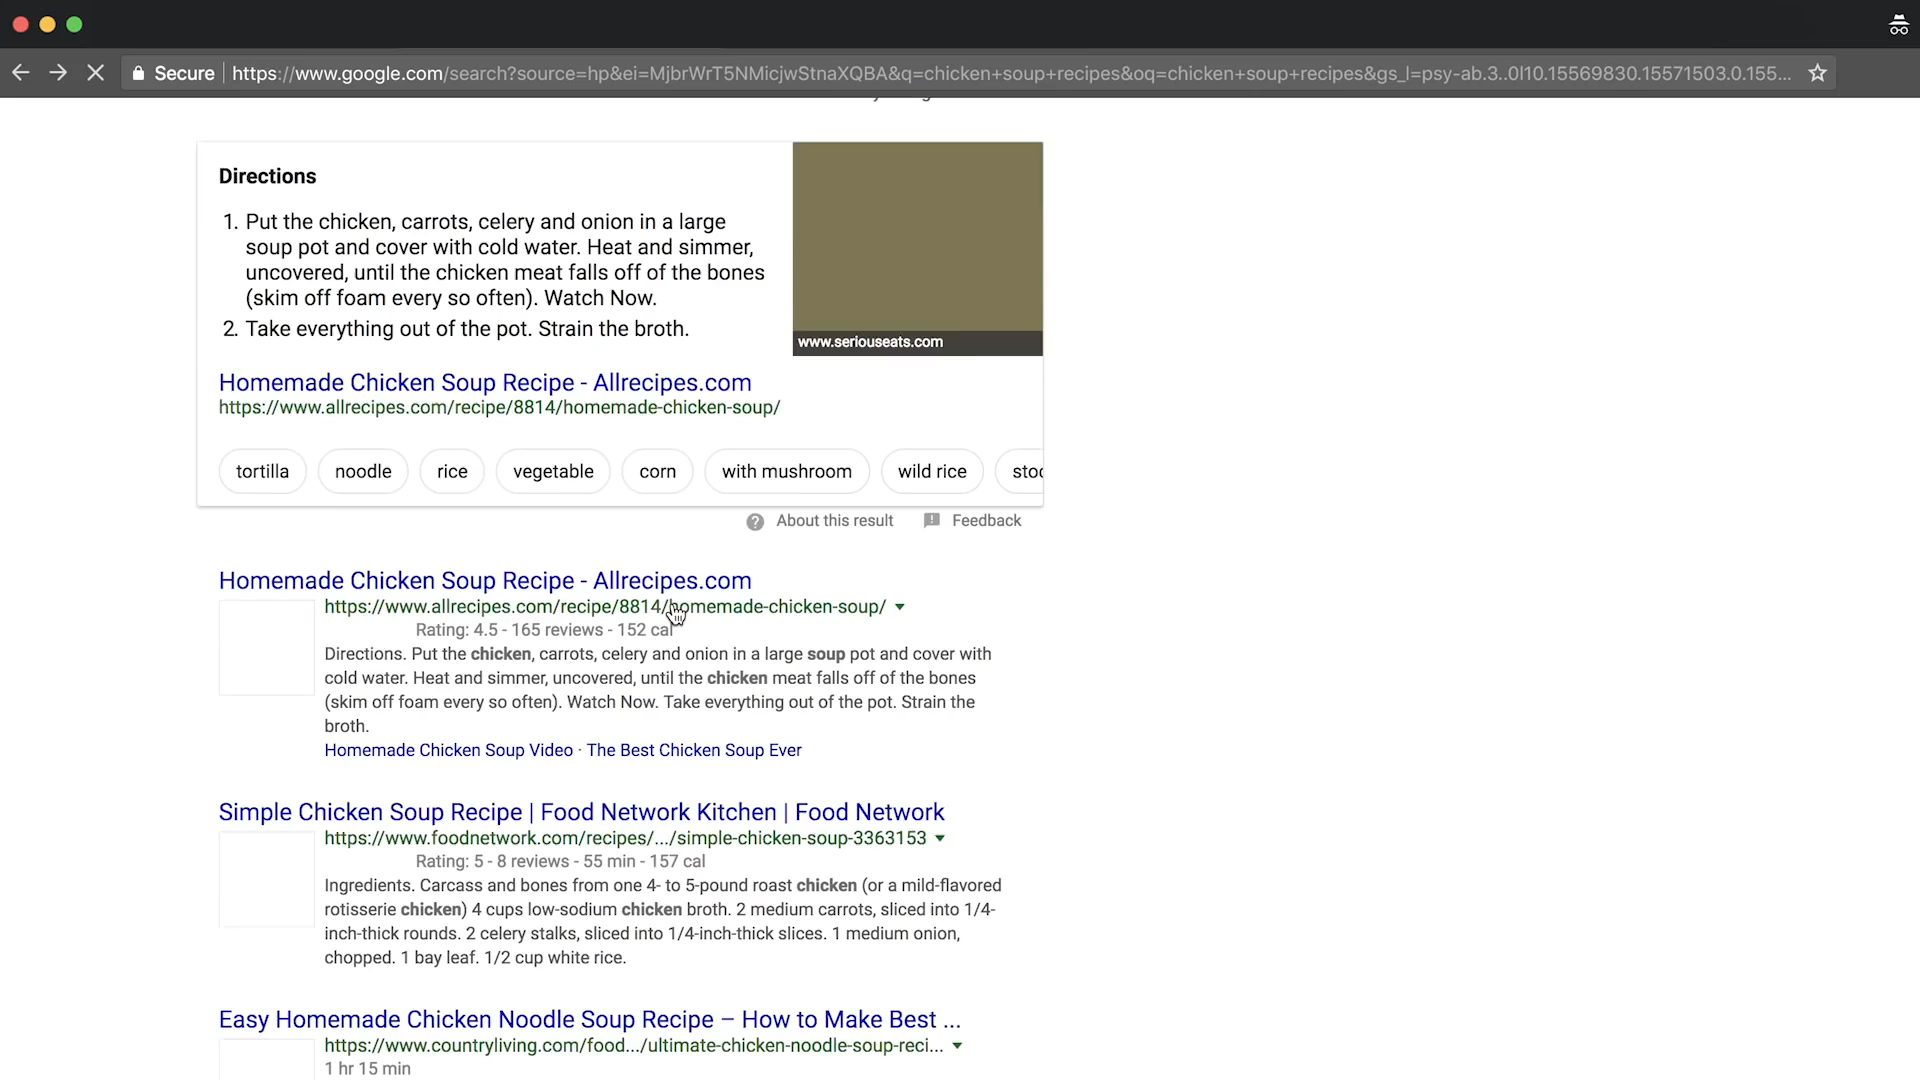 Secure
https://www.google.com/search?source=hp&ei=MjbrWrT5NMicjwStnaXQBA&q=chicken+soup+recipes&oq=chicken+soup+recipes&gs_l=psy-ab.3..0l10.15569830.15571503.0.155...
Directions
1. Put the chicken, carrots, celery and onion in a large
soup pot and cover with cold water. Heat and simmer,
uncovered, until the chicken meat falls off of the bones
(skim off foam every so often). Watch Now.
2. Take everything out of the pot. Strain the broth.
www.seriouseats.com
Homemade Chicken Soup Recipe - Allrecipes.com
https://www.allrecipes.com/recipe/8814/homemade-chicken-soup/
tortilla noodle rice vegetable corn with mushroom wild rice
About this result Feedback
Homemade Chicken Soup Recipe - Allrecipes.com
https://www.allrecipes.com/recipe/8814/homemade-chicken-soup/
Rating: 4.5 - 165 reviews - 152 cal
Directions. Put the chicken, carrots, celery and onion in a large soup pot and cover with
cold water. Heat and simmer, uncovered, until the chicken meat falls off of the bones
(skim off foam every so often). Watch Now. Take everything out of the pot. Strain the
broth.
Homemade Chicken Soup Video · The Best Chicken Soup Ever
Simple Chicken Soup Recipe | Food Network Kitchen | Food Network
https://www.foodnetwork.com/recipes/.../simple-chicken-soup-3363153
Rating: 5 - 8 reviews - 55 min - 157 cal
Ingredients. Carcass and bones from one 4- to 5-pound roast chicken (or a mild-flavored
rotisserie chicken) 4 cups low-sodium chicken broth. 2 medium carrots, sliced into 1/4-
inch-thick rounds. 2 celery stalks, sliced into 1/4-inch-thick slices. 1 medium onion,
chopped. 1 bay leaf. 1/2 cup white rice.
Easy Homemade Chicken Noodle Soup Recipe – How to Make Best ...
https://www.countryliving.com/food.../ultimate-chicken-noodle-soup-reci...
1 hr 15 min